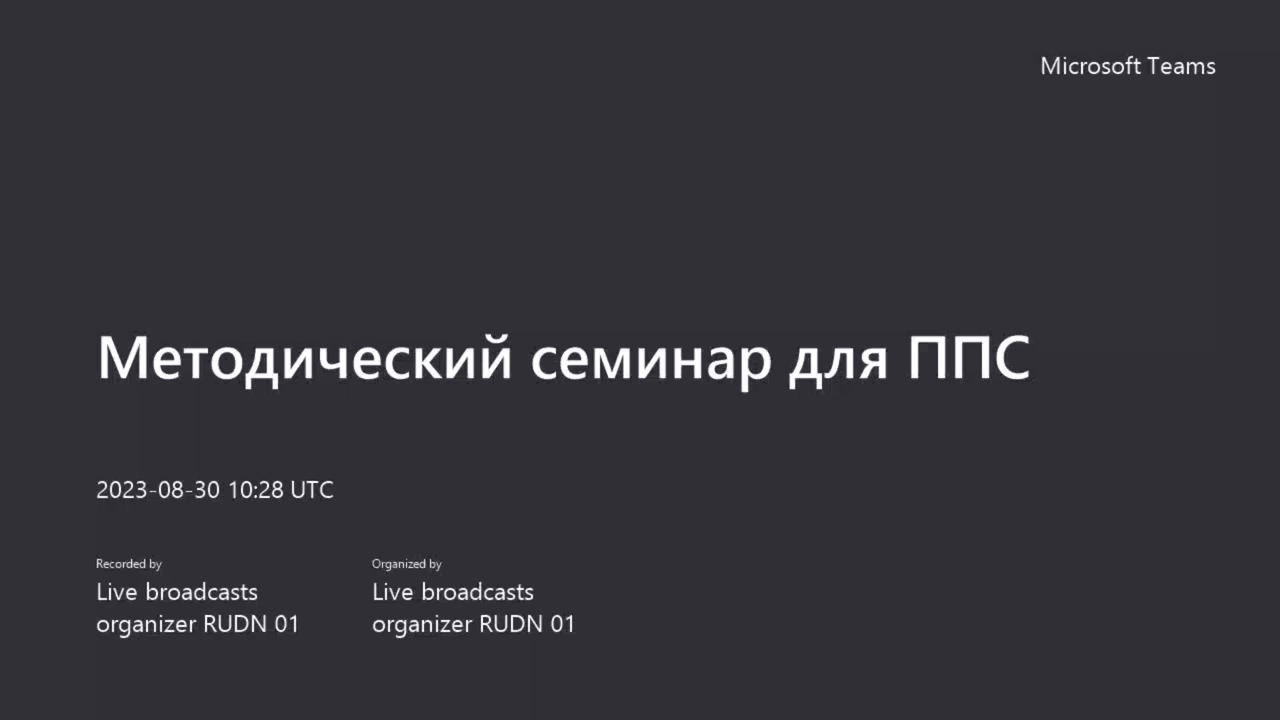 Microsoft Teams
Методический семинар для ППС
2023-08-30 10:28 UTC
Recorded by
Live broadcasts
organizer RUDN 01
Organized by
Live broadcasts
organizer RUDN 01